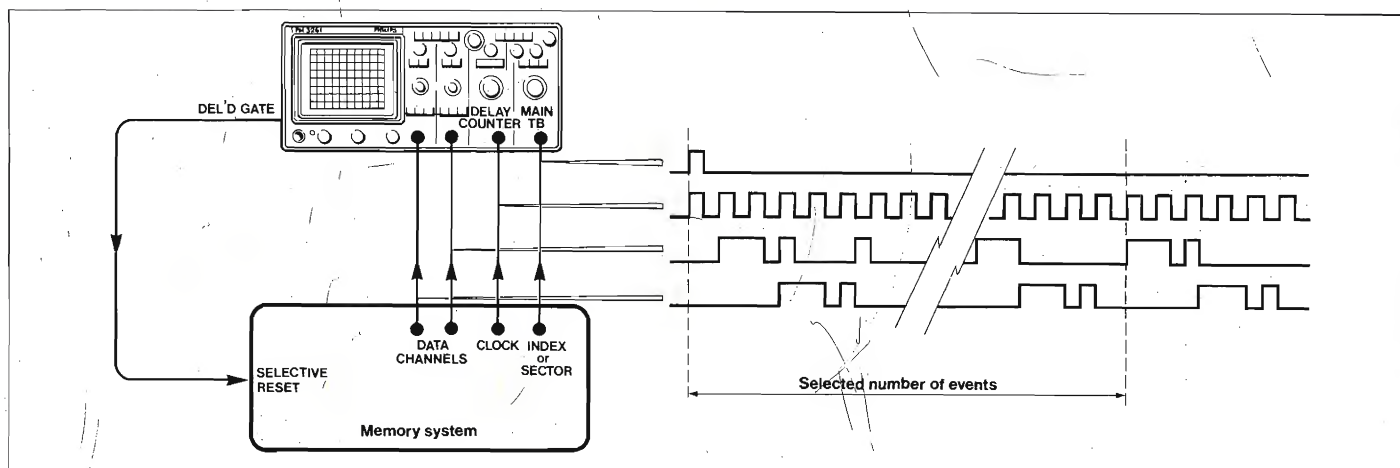 PM 3261 PHILIPS
DEL'D GATE
DELAY COUNTER
MAIN TB
DATA CHANNELS
CLOCK
INDEX or SECTOR
SELECTIVE RESET
Memory system
Selected number of events